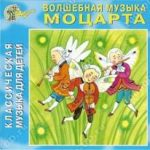 ВОЛШЕБНАЯ МУЗЫКА
МОЦАРТА
КЛАССИЧЕСКАЯ
МУЗЫКА ДЛЯ ДЕТЕЙ